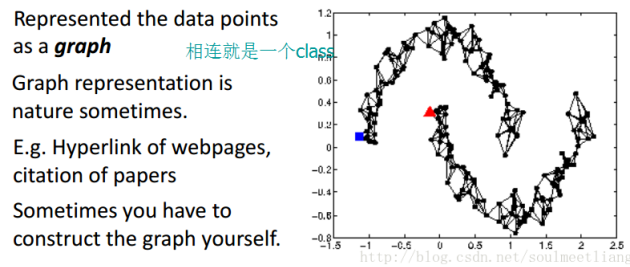 Represented the data points
as a graph
相连就是一个class
Graph representation is
nature sometimes.
E.g. Hyperlink of webpages,
citation of papers
Sometimes you have to
construct the graph yourself.
1.2
1
0.8
0.6
0.4
0.2
0
-0.2
-0.4
-0.6
-0.8
-1.5 -1 -0.5 0 0.5 1 1.5 2 2.5
http://blog.csdn.net/soulmeetliang